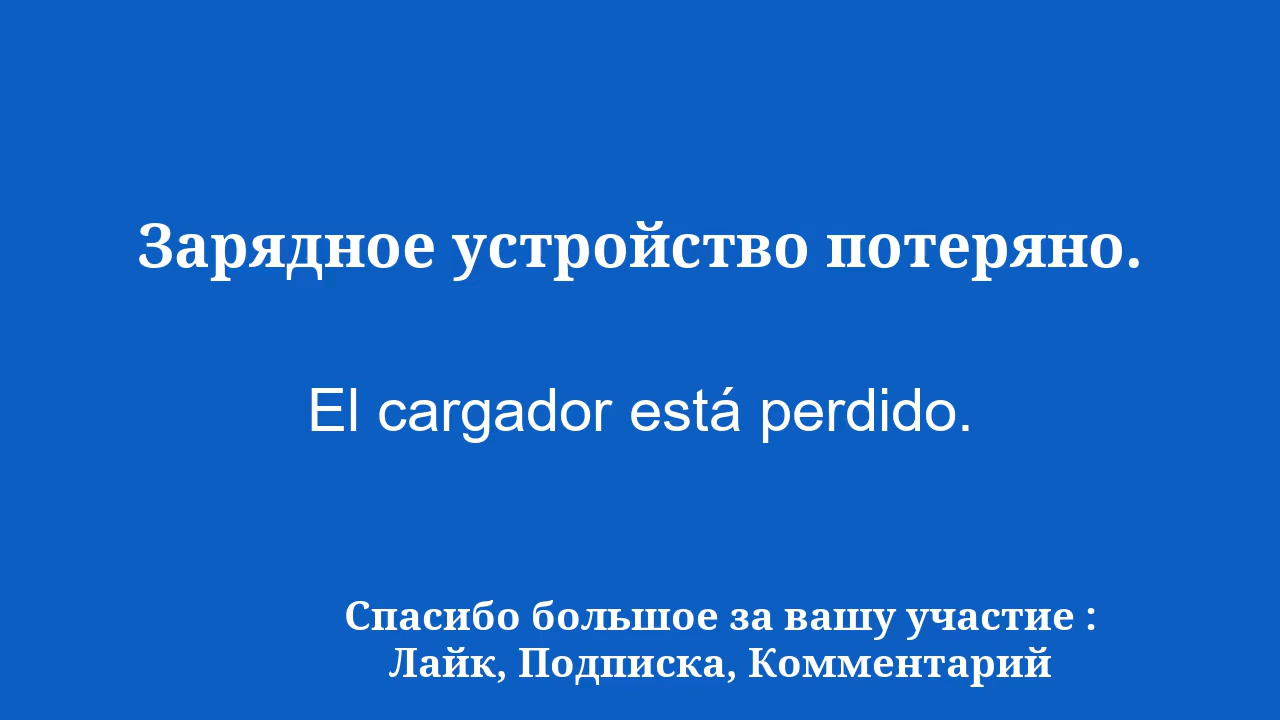 Зарядное устройство потеряно.
El cargador está perdido.
Спасибо большое за вашу участие :
Лайк, Подписка, Комментарий